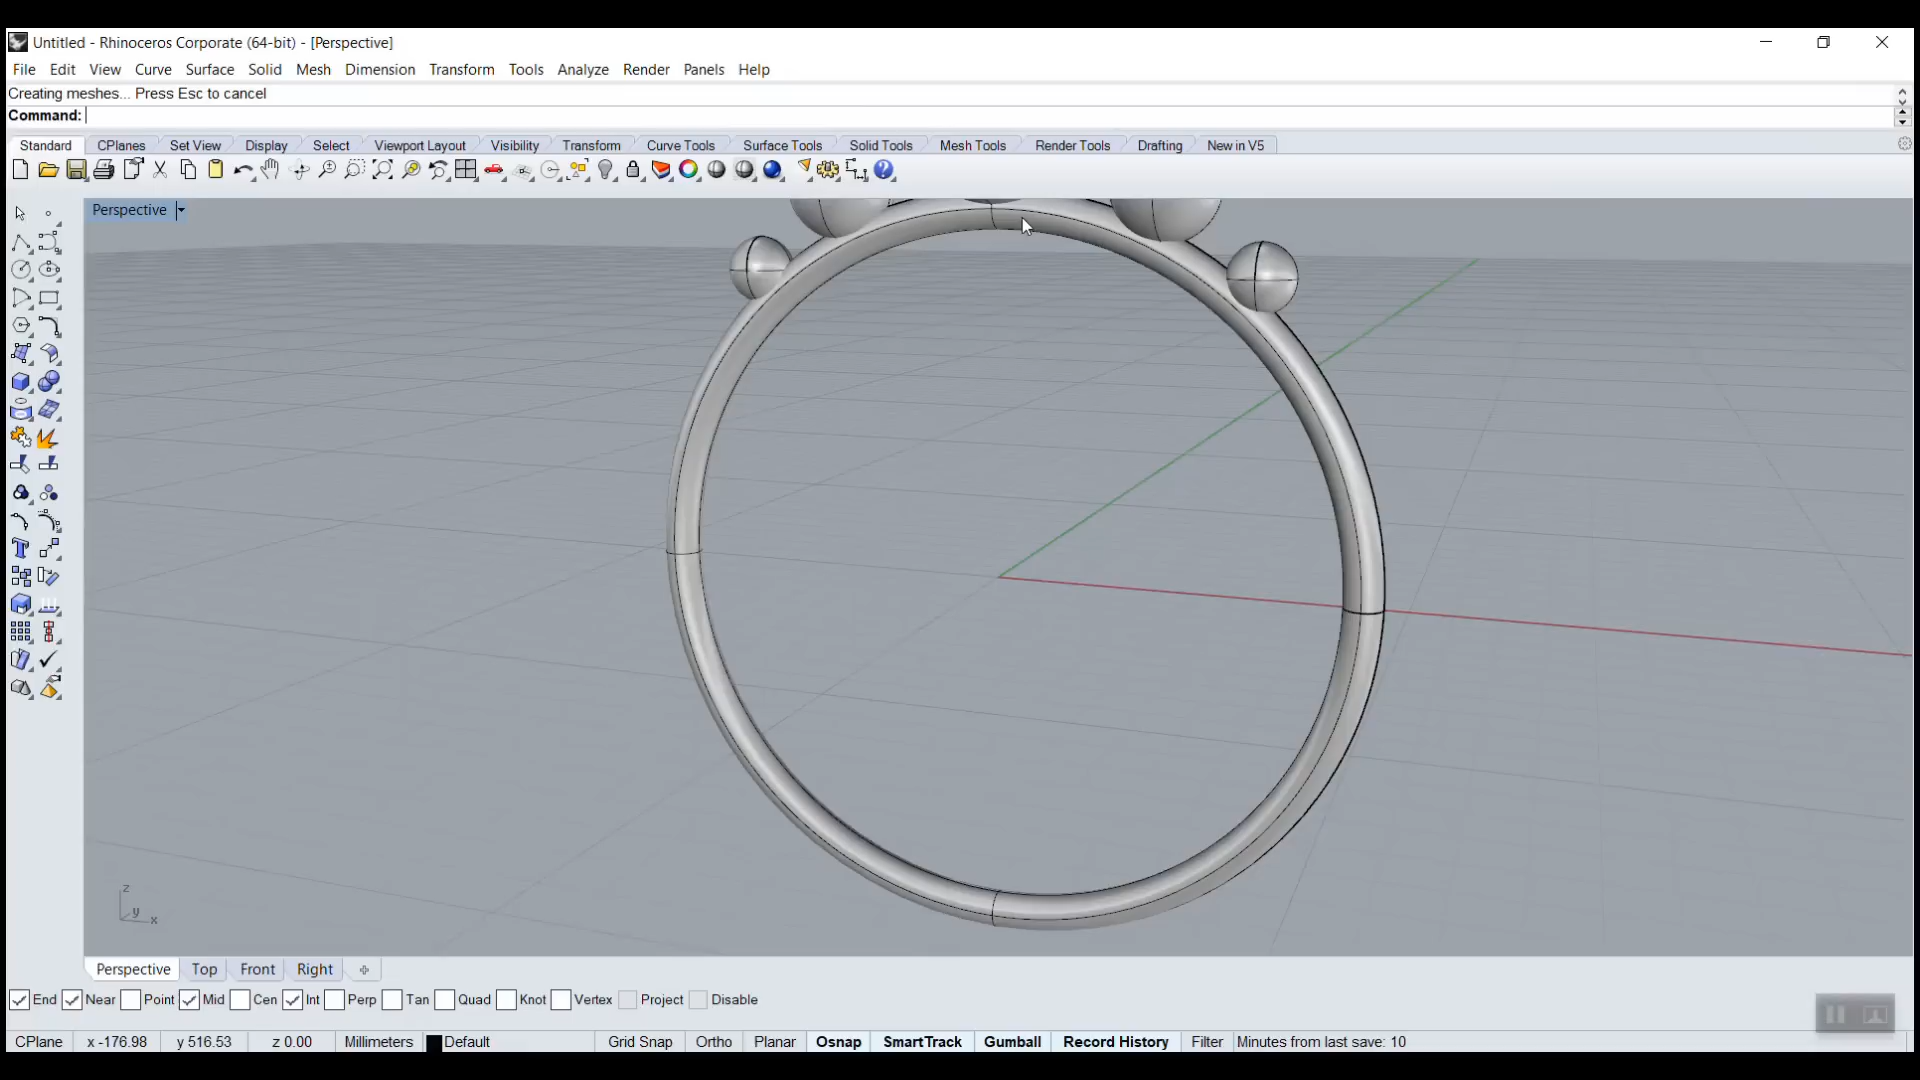 Untitled - Rhinoceros Corporate (64-bit) - [Perspective]
File Edit View Curve Surface Solid Mesh Dimension Transform Tools Analyze Render Panels Help
Creating meshes... Press Esc to cancel
Command:
Standard CPlanes Set View Display Select Viewport Layout Visibility Transform Curve Tools Surface Tools Solid Tools Mesh Tools Render Tools Drafting New in V5
Perspective
z
y x
Perspective Top Front Right
End Near Point Mid Cen Int Perp Tan Quad Knot Vertex Project Disable
CPlane x -176.98 y 516.53 z 0.00 Millimeters Default Grid Snap Ortho Planar Osnap SmartTrack Gumball Record History Filter Minutes from last save: 10